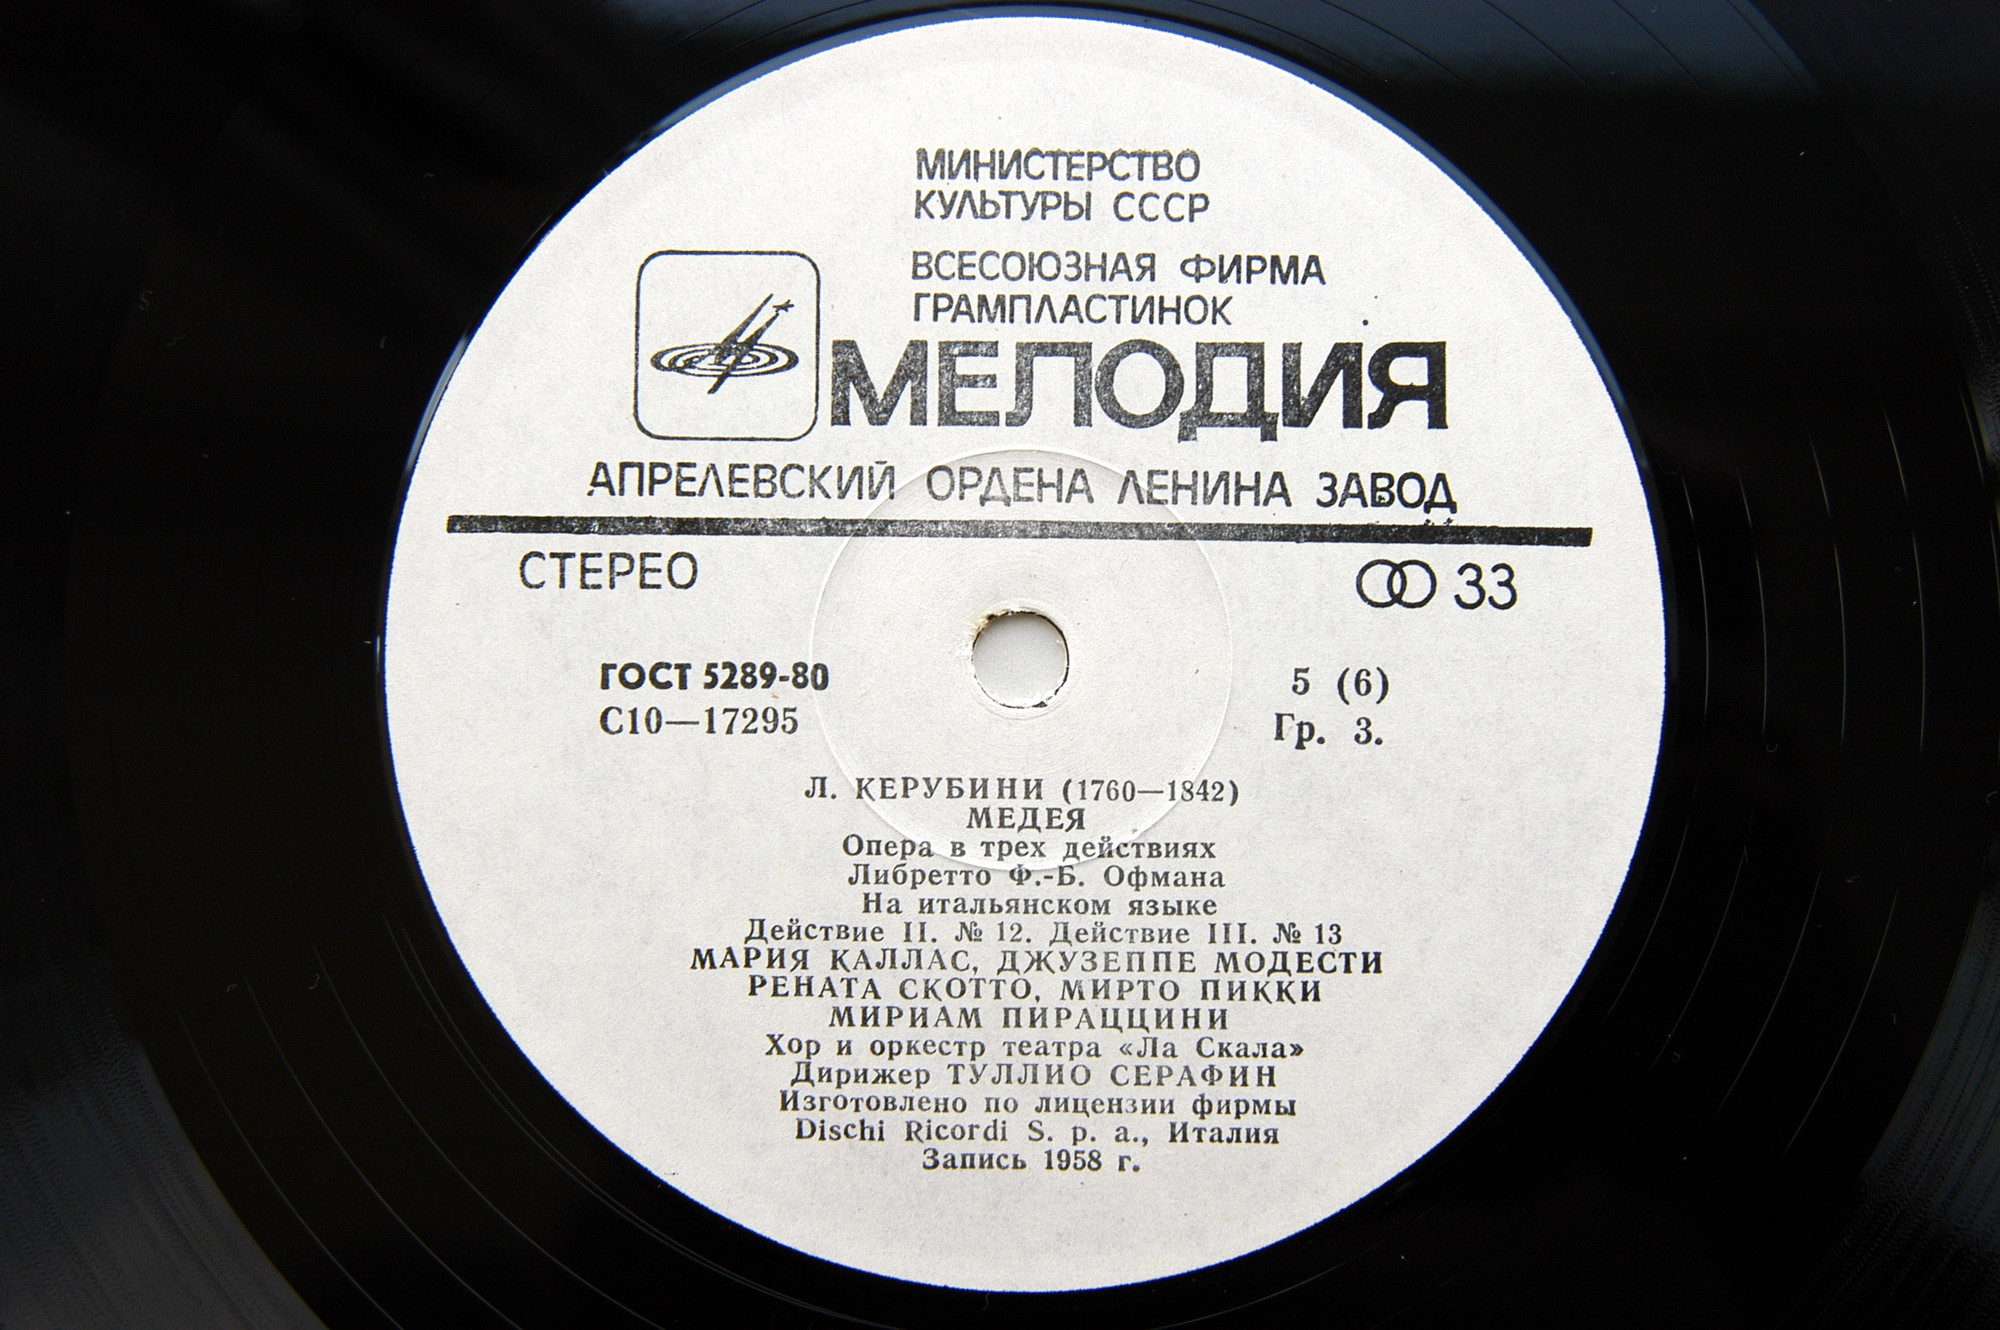 МИНИСТЕРСТВО
КУЛЬТУРЫ СССР
ВСЕСОЮЗНАЯ ФИРМА
ГРАМПЛАСТИНОК
МЕЛОДИЯ
АПРЕЛЕВСКИЙ ОРДЕНА ЛЕНИНА ЗАВОД
СТЕРЕО 33
ГОСТ 5289-80 5 (6)
С10—17295 Гр. 3.
Л. КЕРУБИНИ (1760—1842)
МЕДЕЯ
Опера в трех действиях
Либретто Ф.-Б. Офмана
На итальянском языке
Действие II. № 12. Действие III. № 13
МАРИЯ КАЛЛАС, ДЖУЗЕППЕ МОДЕСТИ
РЕНАТА СКОТТО, МИРТО ПИККИ
МИРИАМ ПИРАЦЦИНИ
Хор и оркестр театра «Ла Скала»
Дирижер ТУЛЛИО СЕРАФИН
Изготовлено по лицензии фирмы
Dischi Ricordi S. p. a., Италия
Запись 1958 г.